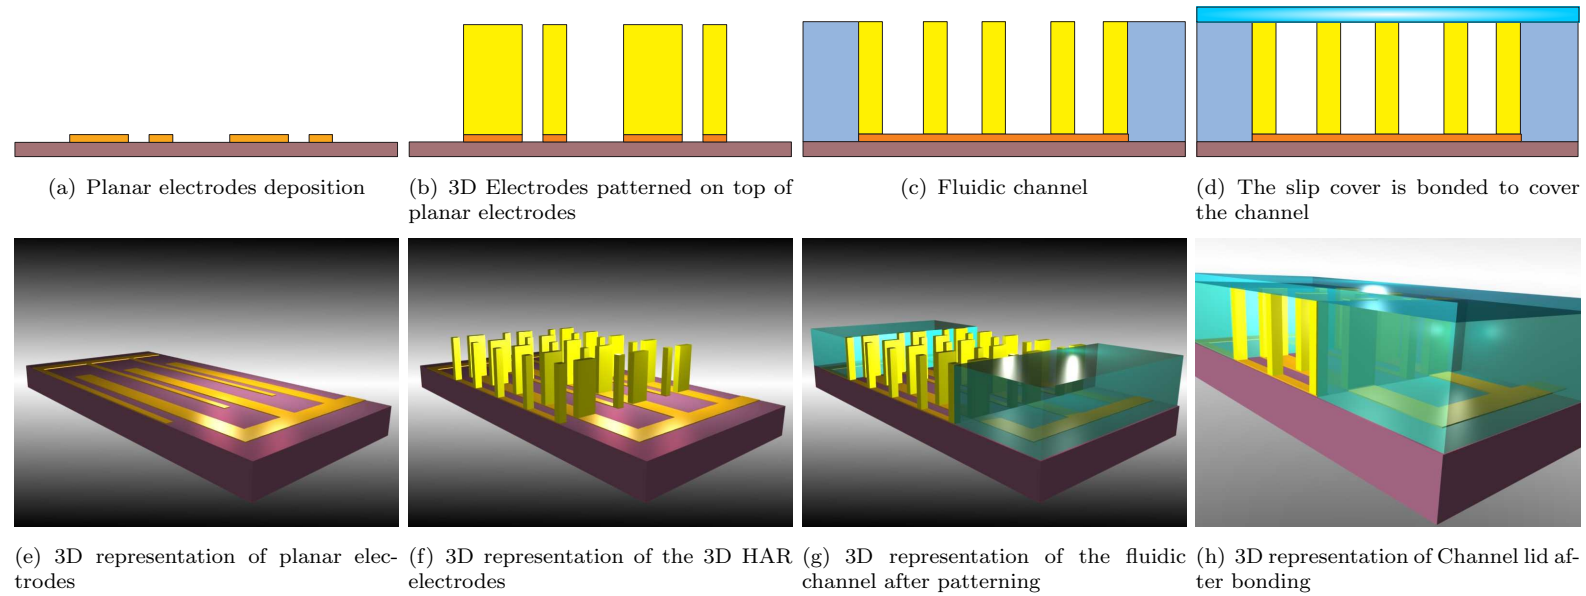 (a) Planar electrodes deposition
(b) 3D Electrodes patterned on top of
planar electrodes
(c) Fluidic channel
(d) The slip cover is bonded to cover
the channel
(e) 3D representation of planar elec-
trodes
(f) 3D representation of the 3D HAR
electrodes
(g) 3D representation of the fluidic
channel after patterning
(h) 3D representation of Channel lid af-
ter bonding